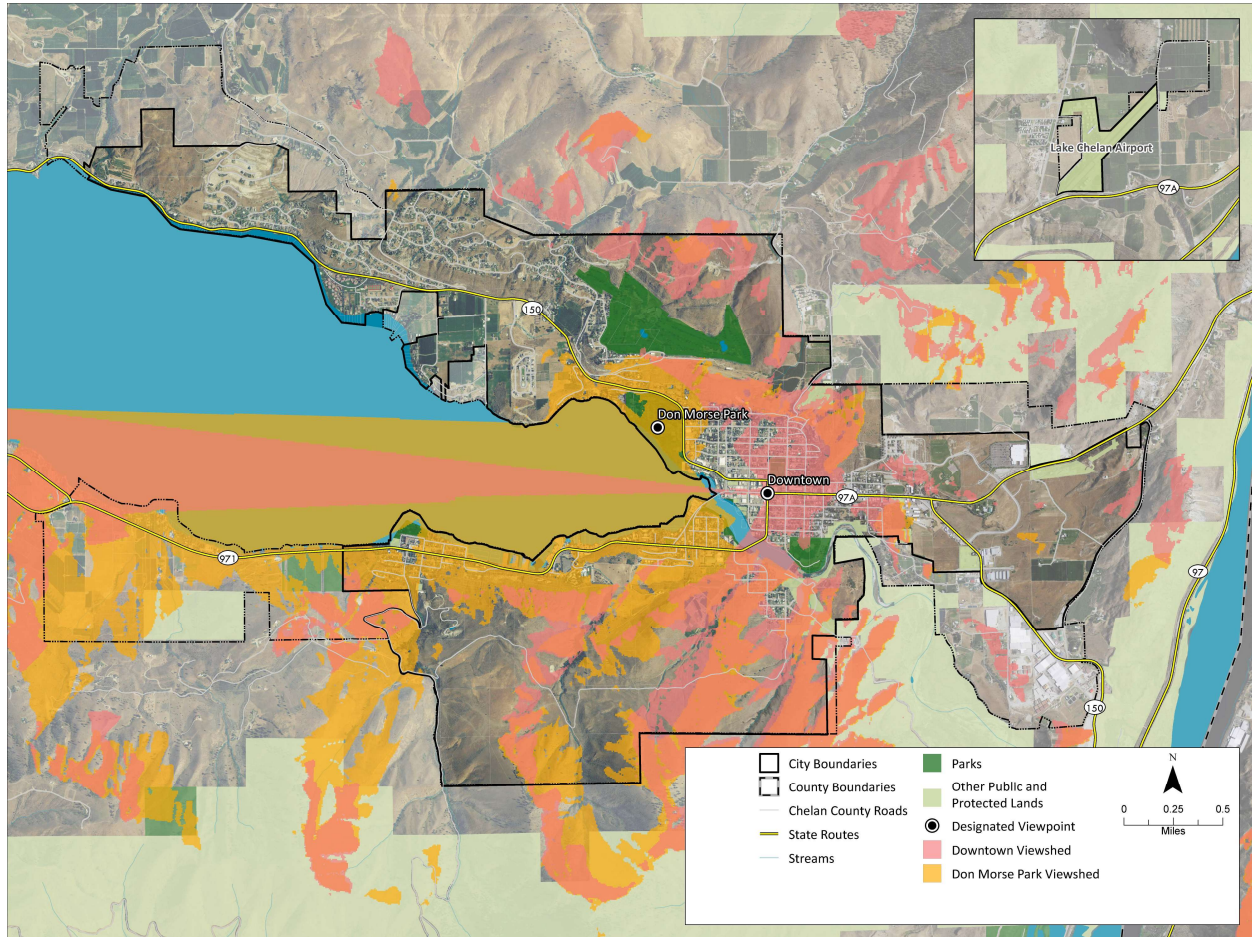 Lake Chelan Airport
97A
150
Don Morse Park
Downtown
97A
971
97
150
City Boundaries
County Boundaries
Chelan County Roads
State Routes
Streams
Parks
Other Public and
Protected Lands
Designated Viewpoint
Downtown Viewshed
Don Morse Park Viewshed
N
0 0.25 0.5
Miles